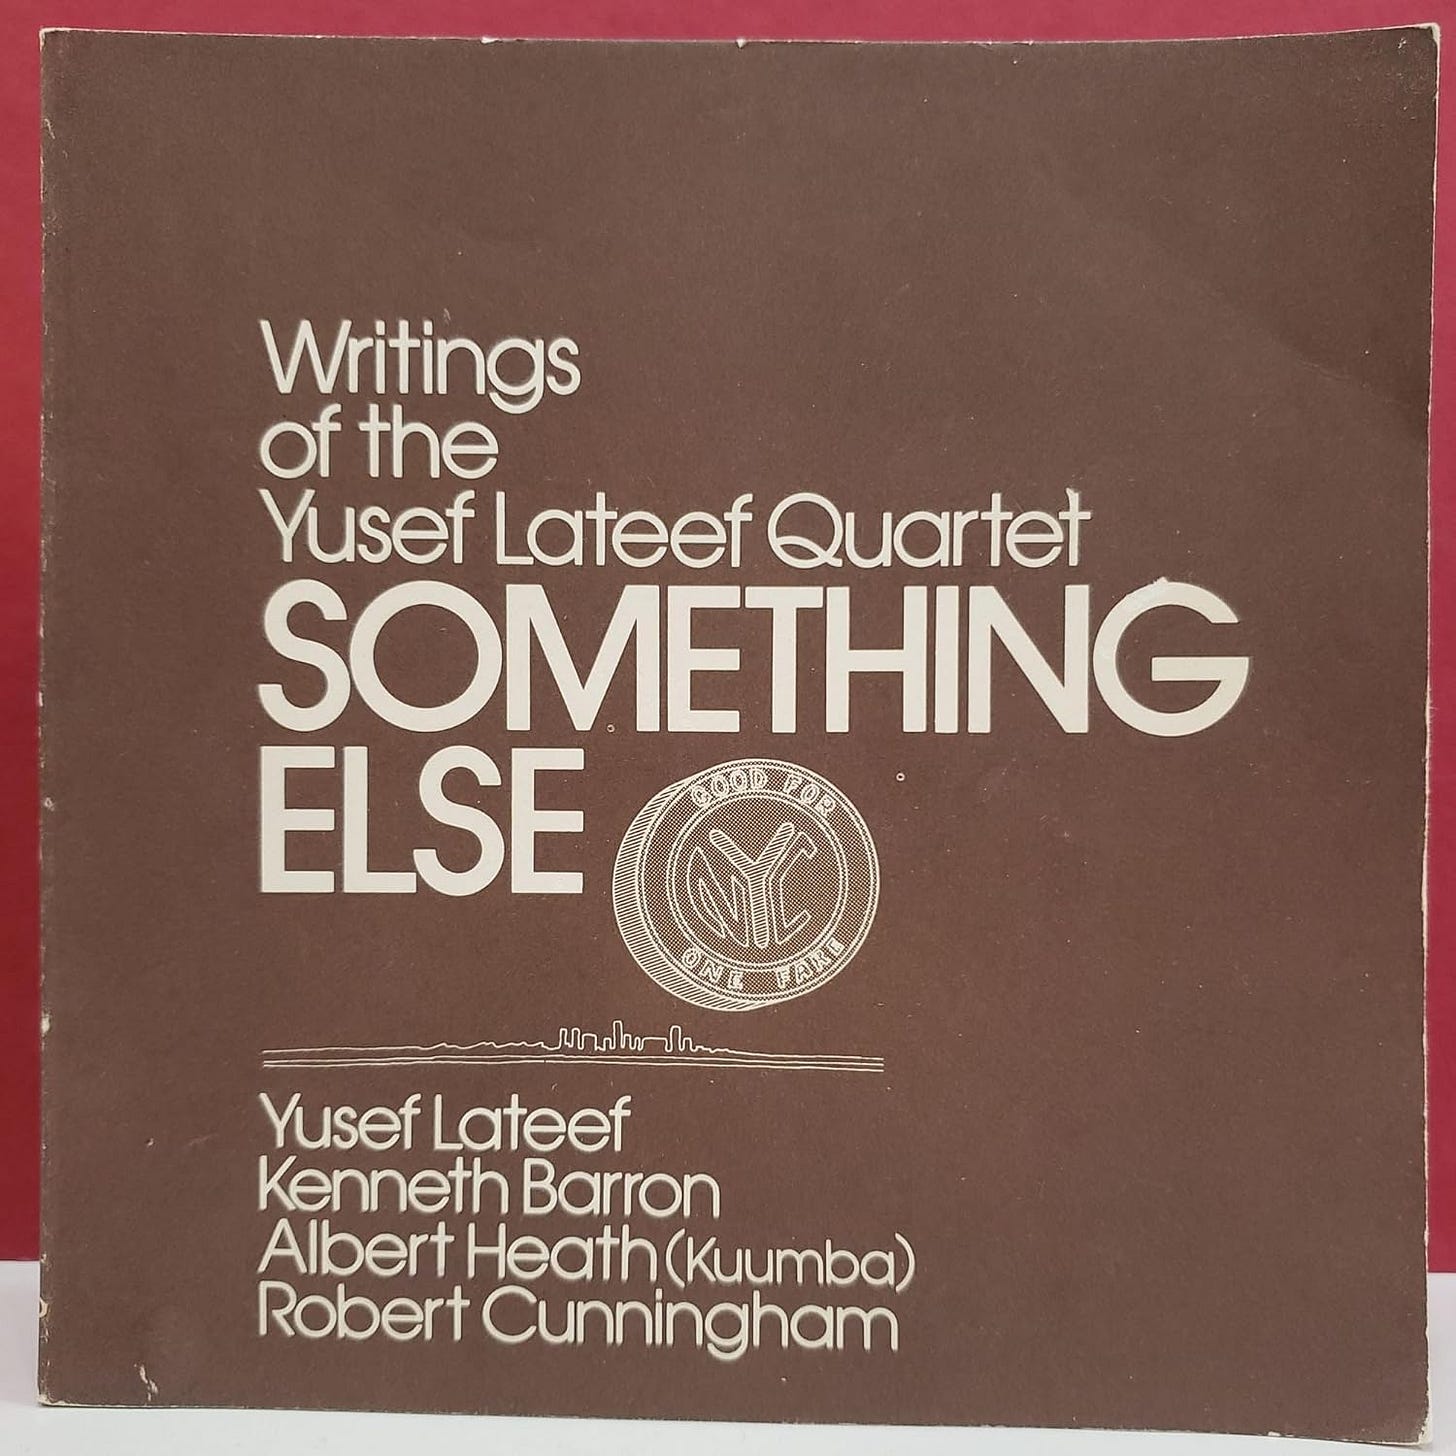 Writings
of the
Yusef Lateef Quartet
SOMETHING
ELSE
GOOD FOR
NYC
ONE FARE
Yusef Lateef
Kenneth Barron
Albert Heath (Kuumba)
Robert Cunningham